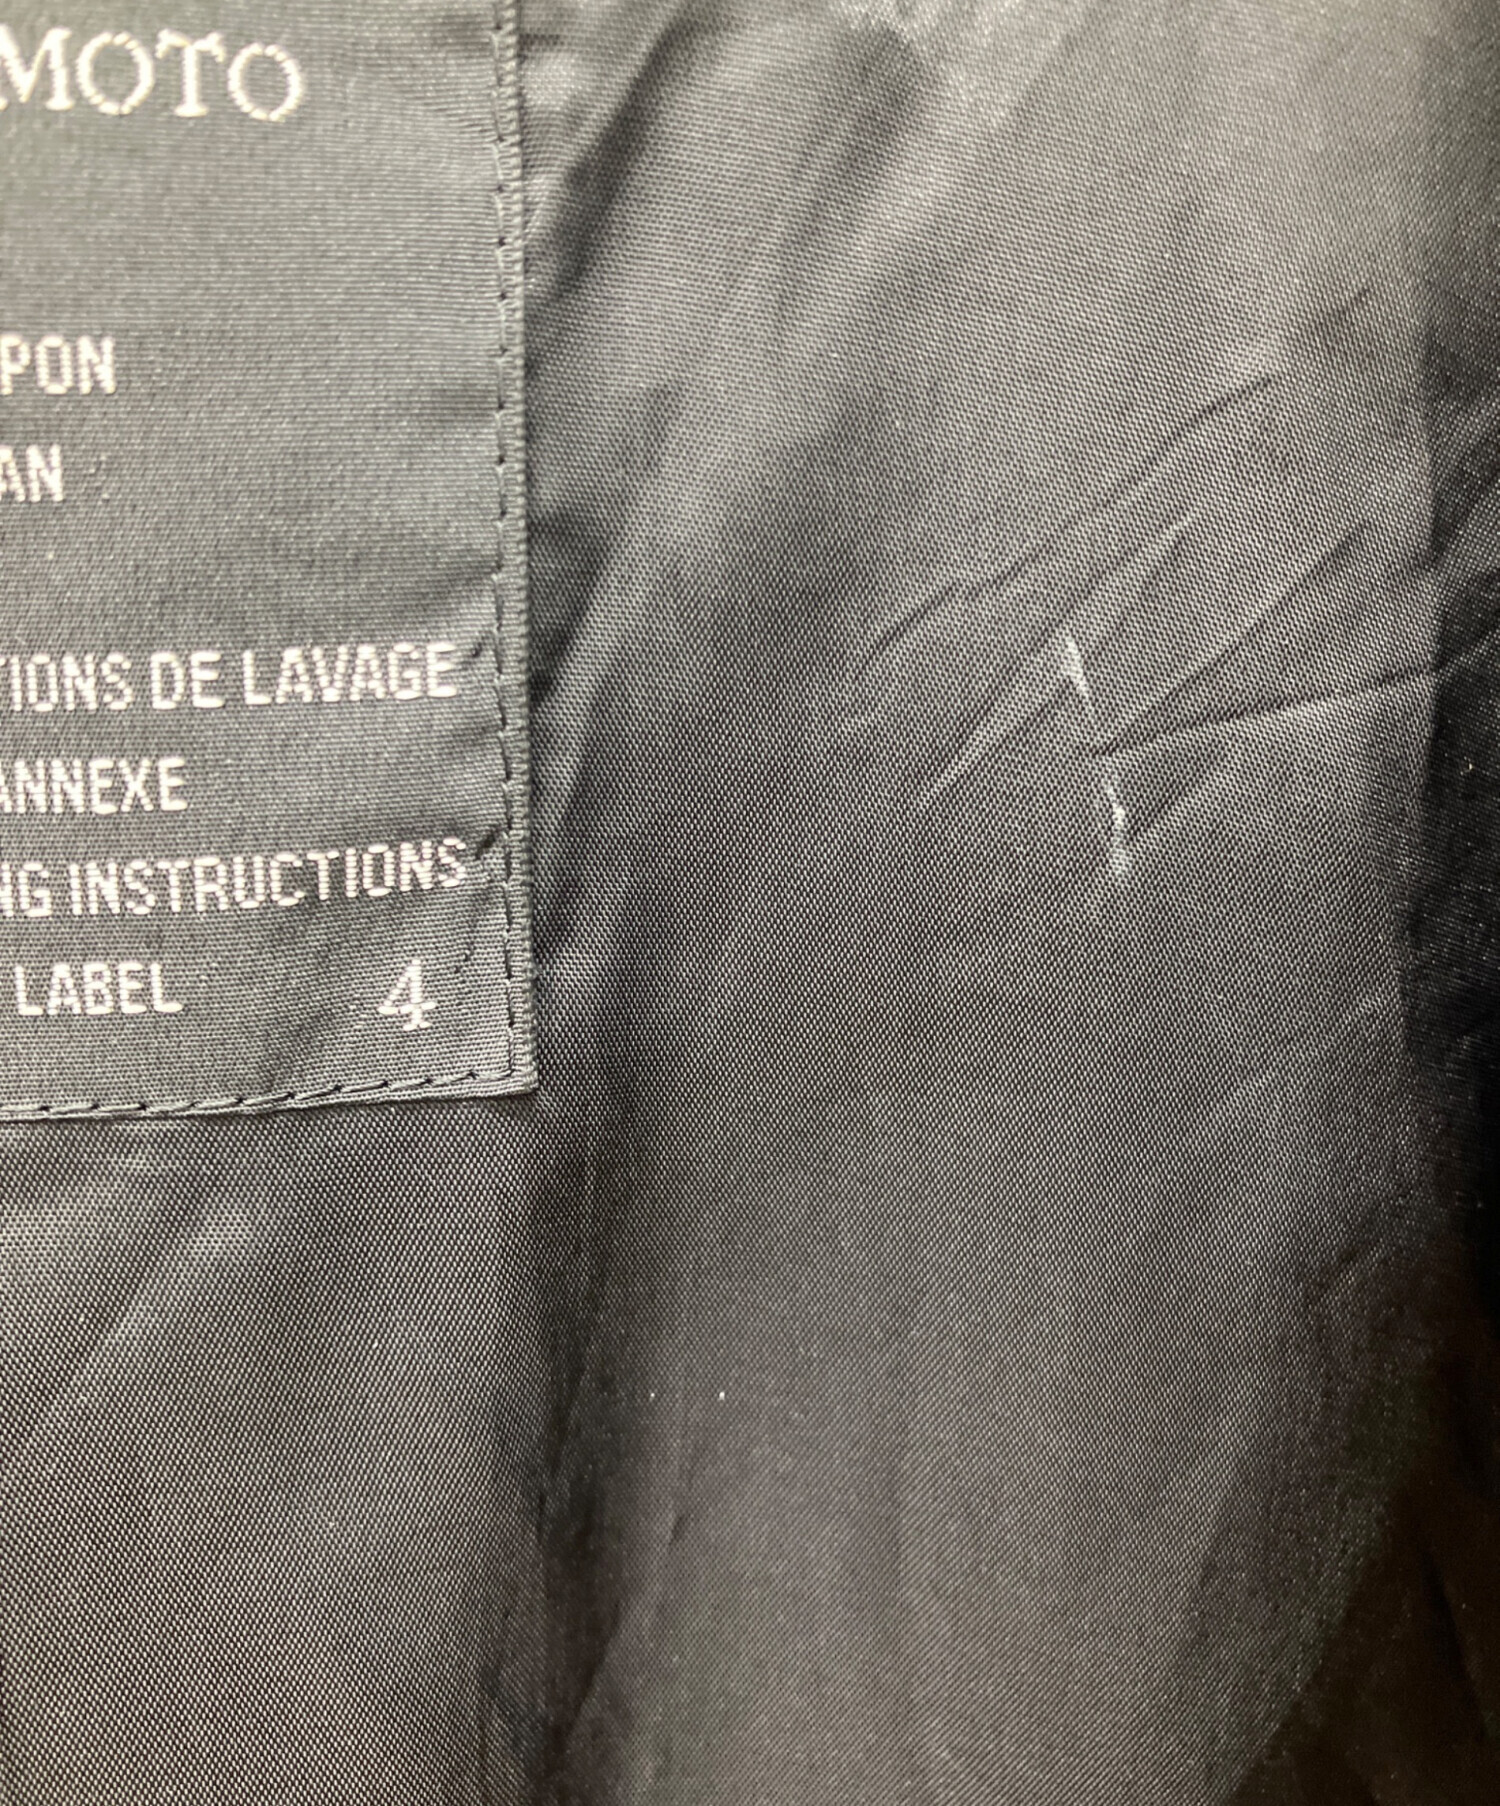 MOTO
PON
AN
TIONS DE LAVAGE
ANNEXE
NG INSTRUCTIONS
LABEL 4